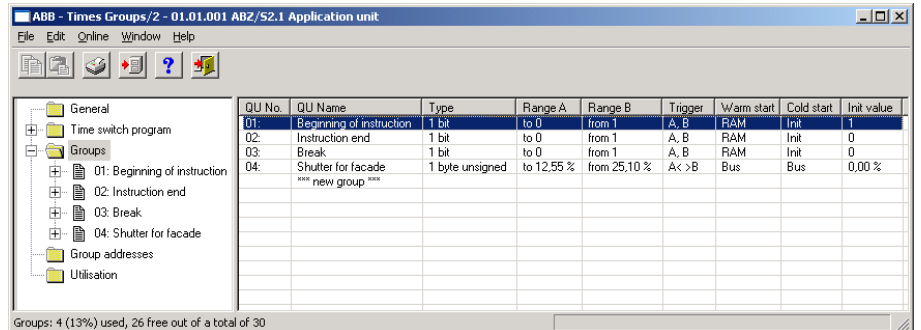 ABB - Times Groups/2 - 01.01.001 ABZ/S2.1 Application unit
File Edit Online Window Help
General
Time switch program
Groups
01: Beginning of instruction
02: Instruction end
03: Break
04: Shutter for facade
Group addresses
Utilisation
QU No. QU Name Type Range A Range B Trigger Warm start Cold start Init value
01: Beginning of instruction 1 bit to 0 from 1 A, B RAM Init 1
02: Instruction end 1 bit to 0 from 1 A, B RAM Init 0
03: Break 1 bit to 0 from 1 A, B RAM Init 0
04: Shutter for facade 1 byte unsigned to 12,55 % from 25,10 % A< >B Bus Bus 0,00 %
*** new group ***
Groups: 4 (13%) used, 26 free out of a total of 30